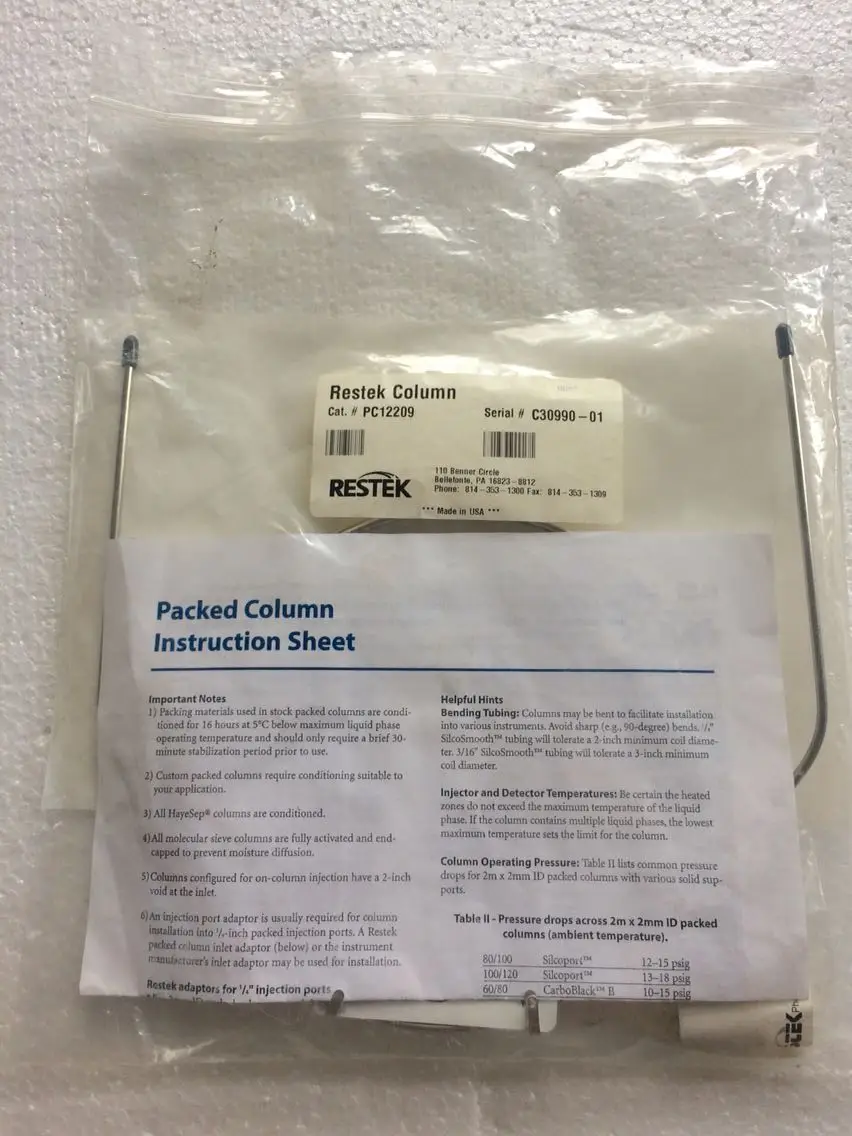 Restek Column
Cat. # PC12209
Serial # C30990-01
RESTEK
110 Benner Circle
Bellefonte, PA 16823-8812
Phone: 814-353-1300 Fax: 814-353-1309
*** Made in USA ***
Packed Column
Instruction Sheet
Important Notes
1) Packing materials used in stock packed columns are condi-
tioned for 16 hours at 5°C below maximum liquid phase
operating temperature and should only require a brief 30-
minute stabilization period prior to use.
2) Custom packed columns require conditioning suitable to
your application.
3) All HayeSep® columns are conditioned.
4) All molecular sieve columns are fully activated and end-
capped to prevent moisture diffusion.
5) Columns configured for on-column injection have a 2-inch
void at the inlet.
6) An injection port adaptor is usually required for column
installation into 1/4-inch packed injection ports. A Restek
packed column inlet adaptor (below) or the instrument
manufacturer's inlet adaptor may be used for installation.
Restek adaptors for 1/4" injection ports
Helpful Hints
Bending Tubing: Columns may be bent to facilitate installation
into various instruments. Avoid sharp (e.g., 90-degree) bends.
SilcoSmooth™ tubing will tolerate a 2-inch minimum coil diame-
ter. 3/16" SilcoSmooth™ tubing will tolerate a 3-inch minimum
coil diameter.
Injector and Detector Temperatures: Be certain the heated
zones do not exceed the maximum temperature of the liquid
phase. If the column contains multiple liquid phases, the lowest
maximum temperature sets the limit for the column.
Column Operating Pressure: Table II lists common pressure
drops for 2m x 2mm ID packed columns with various solid sup-
ports.
Table II - Pressure drops across 2m x 2mm ID packed
columns (ambient temperature).
80/100 Silcoport™ 12-15 psig
100/120 Silcoport™ 13-18 psig
60/80 CarboBlack™ B 10-15 psig
TEK